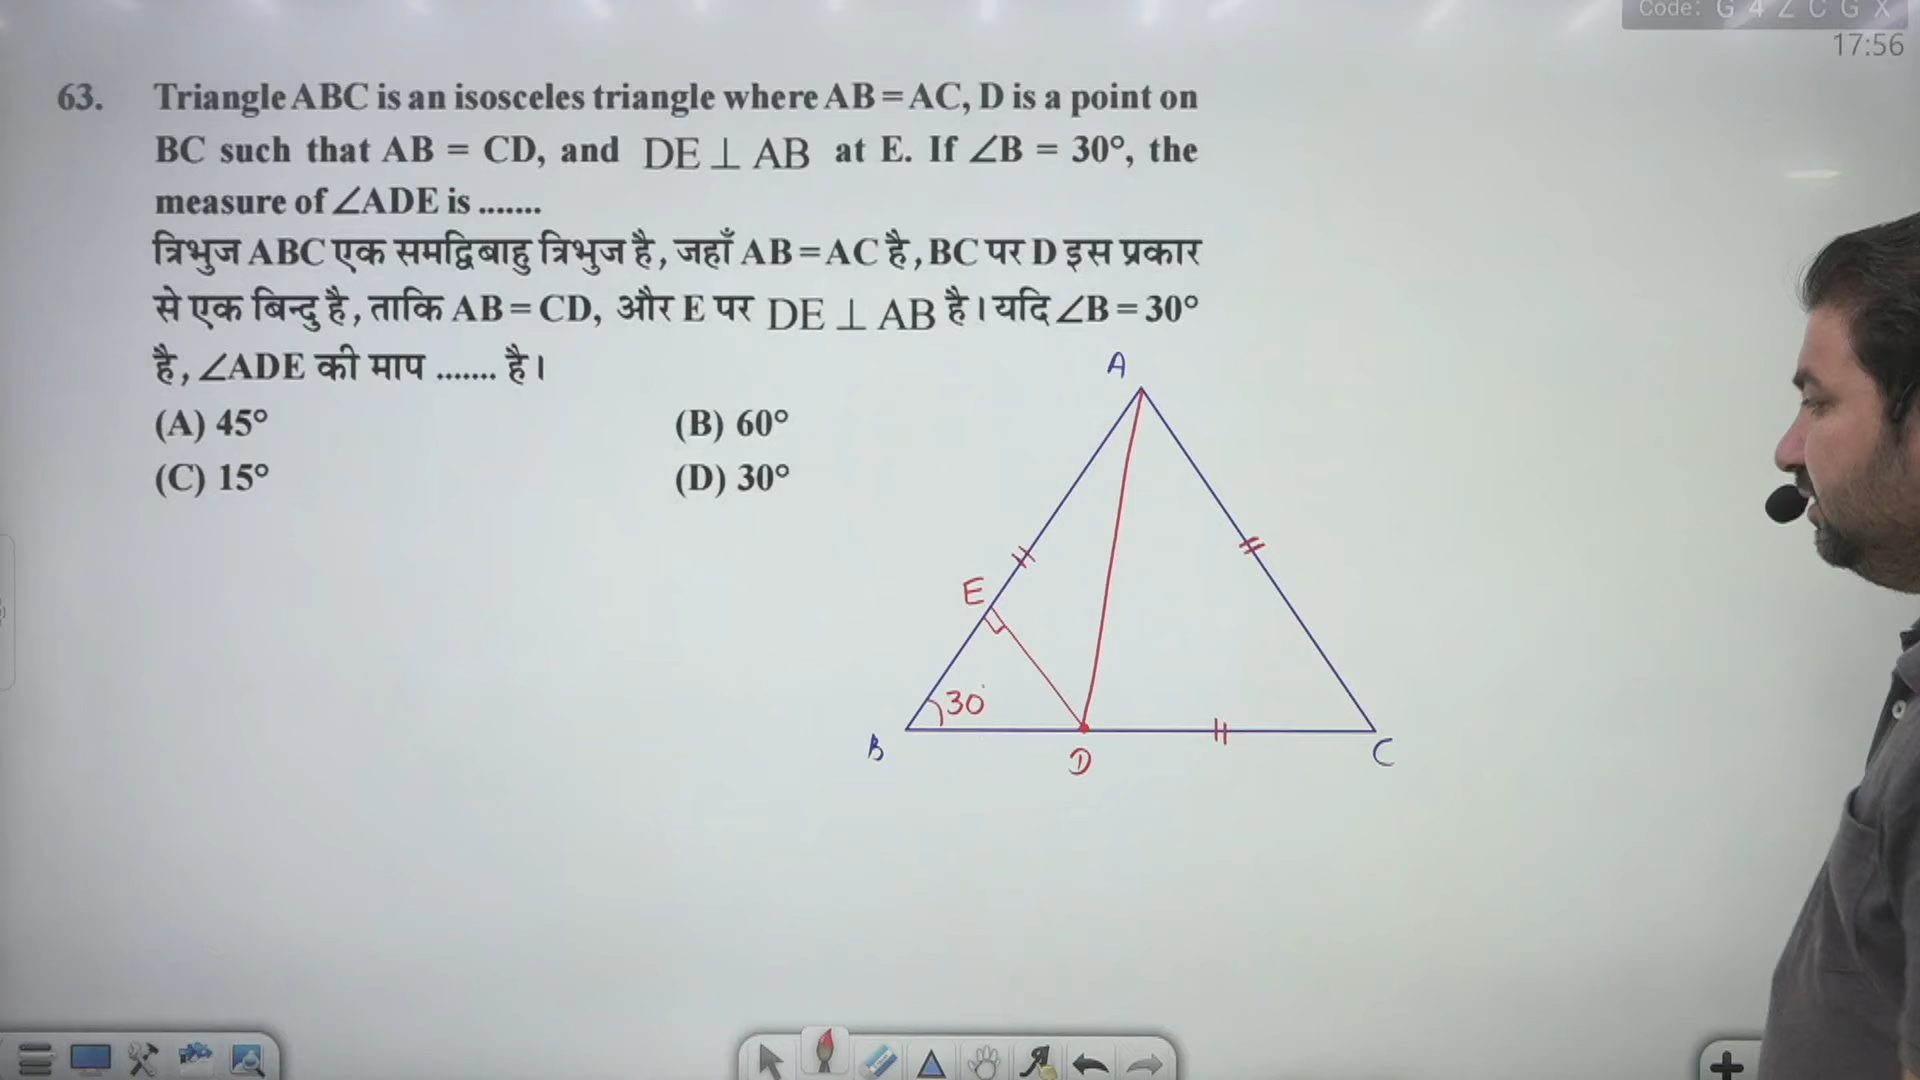 Code: G 4 Z C G X
17:56
63. Triangle ABC is an isosceles triangle where AB = AC, D is a point on
BC such that AB = CD, and DE ⊥ AB at E. If ∠B = 30°, the
measure of ∠ADE is .......
त्रिभुज ABC एक समद्विबाहु त्रिभुज है, जहाँ AB = AC है, BC पर D इस प्रकार
से एक बिन्दु है, ताकि AB = CD, और E पर DE ⊥ AB है। यदि ∠B = 30°
है, ∠ADE की माप ....... है।
(A) 45° (B) 60°
(C) 15° (D) 30°
A
E
30°
B
D
C